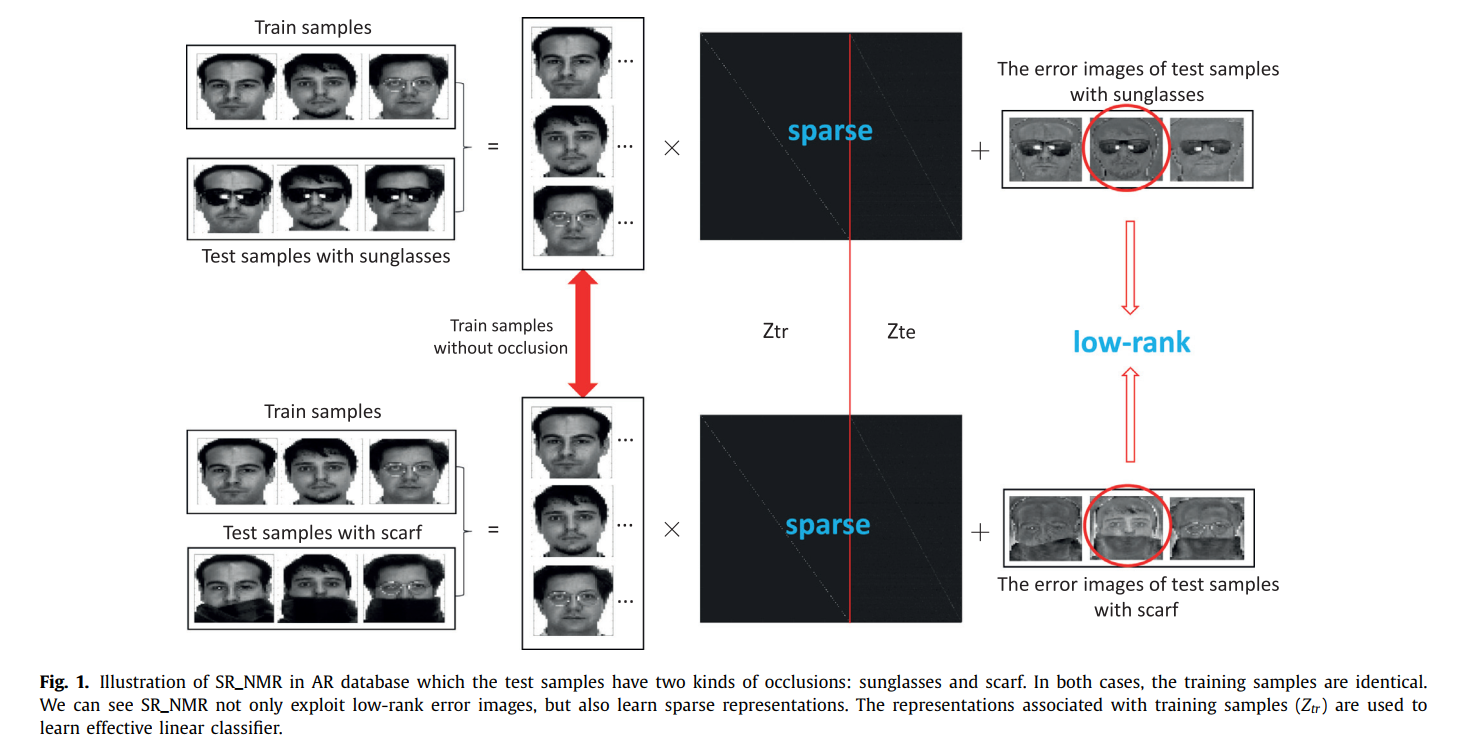 Train samples
Test samples with sunglasses
=
...
...
...
×
sparse
+
The error images of test samples
with sunglasses
Train samples
without occlusion
Ztr
Zte
low-rank
Train samples
Test samples with scarf
=
...
...
...
×
sparse
+
The error images of test samples
with scarf
Fig. 1. Illustration of SR_NMR in AR database which the test samples have two kinds of occlusions: sunglasses and scarf. In both cases, the training samples are identical.
We can see SR_NMR not only exploit low-rank error images, but also learn sparse representations. The representations associated with training samples (Ztr) are used to
learn effective linear classifier.